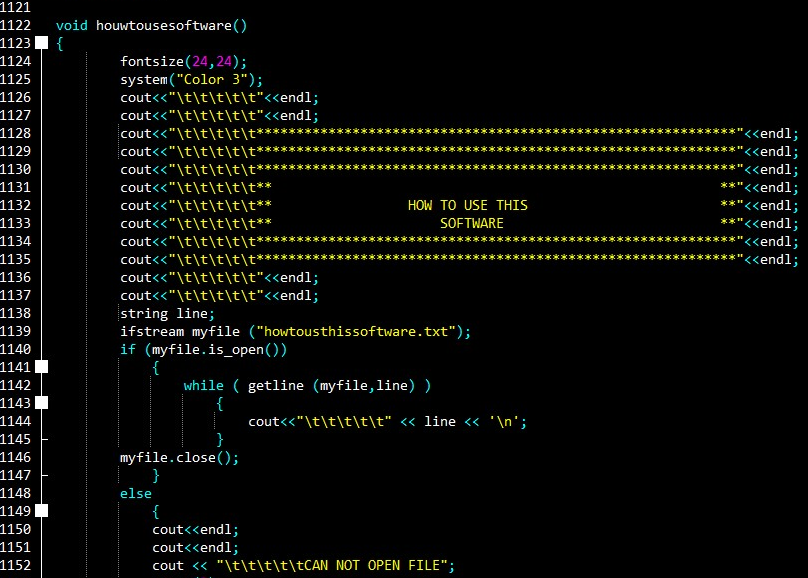 1121
1122 void houwtousesoftware()
1123 {
1124 fontsize(24,24);
1125 system("Color 3");
1126 cout<<"\t\t\t\t\t"<<endl;
1127 cout<<"\t\t\t\t\t"<<endl;
1128 cout<<"\t\t\t\t\t************************************************************"<<endl;
1129 cout<<"\t\t\t\t\t************************************************************"<<endl;
1130 cout<<"\t\t\t\t\t************************************************************"<<endl;
1131 cout<<"\t\t\t\t\t**                                                        **"<<endl;
1132 cout<<"\t\t\t\t\t**                 HOW TO USE THIS                        **"<<endl;
1133 cout<<"\t\t\t\t\t**                     SOFTWARE                           **"<<endl;
1134 cout<<"\t\t\t\t\t************************************************************"<<endl;
1135 cout<<"\t\t\t\t\t************************************************************"<<endl;
1136 cout<<"\t\t\t\t\t"<<endl;
1137 cout<<"\t\t\t\t\t"<<endl;
1138 string line;
1139 ifstream myfile ("howtousthissoftware.txt");
1140 if (myfile.is_open())
1141 {
1142 while ( getline (myfile,line) )
1143 {
1144 cout<<"\t\t\t\t\t" << line << '\n';
1145 }
1146 myfile.close();
1147 }
1148 else
1149 {
1150 cout<<endl;
1151 cout<<endl;
1152 cout << "\t\t\t\t\tCAN NOT OPEN FILE";